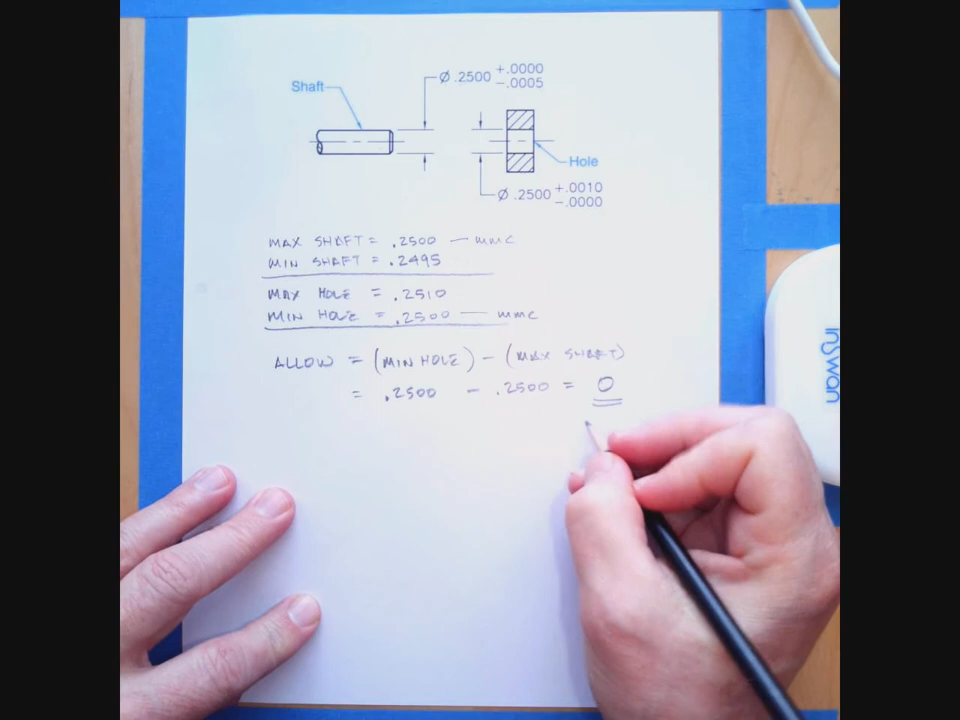 Ø .2500 +.0000
-.0005
Shaft
Hole
Ø .2500 +.0010
-.0000
MAX SHAFT = .2500 — MMC
MIN SHAFT = .2495
MAX HOLE = .2510
MIN HOLE = .2500 — MMC
ALLOW = (MIN HOLE) - (MAX SHAFT)
= .2500 - .2500 = 0
inswan